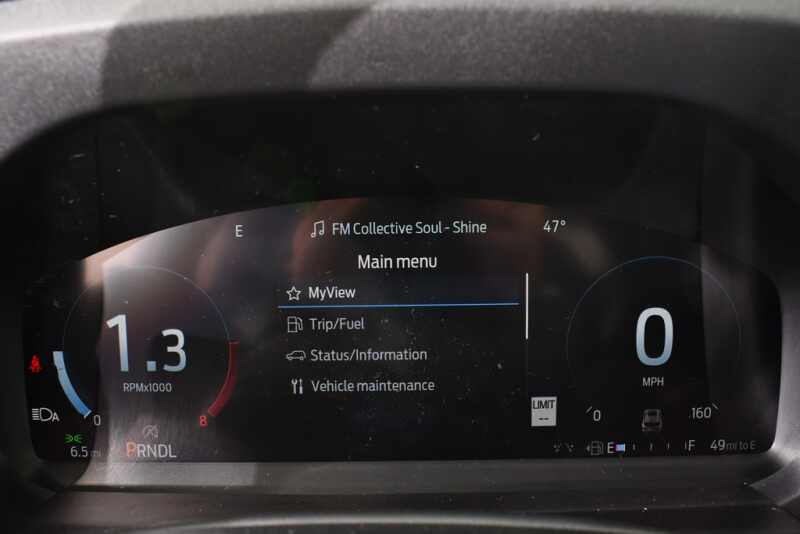 E
FM Collective Soul - Shine
47°
Main menu
MyView
Trip/Fuel
Status/Information
Vehicle maintenance
1.3
RPMx1000
0
8
A
6.5 mi
PRNDL
0
MPH
LIMIT
--
0
160
E
F
49 mi to E